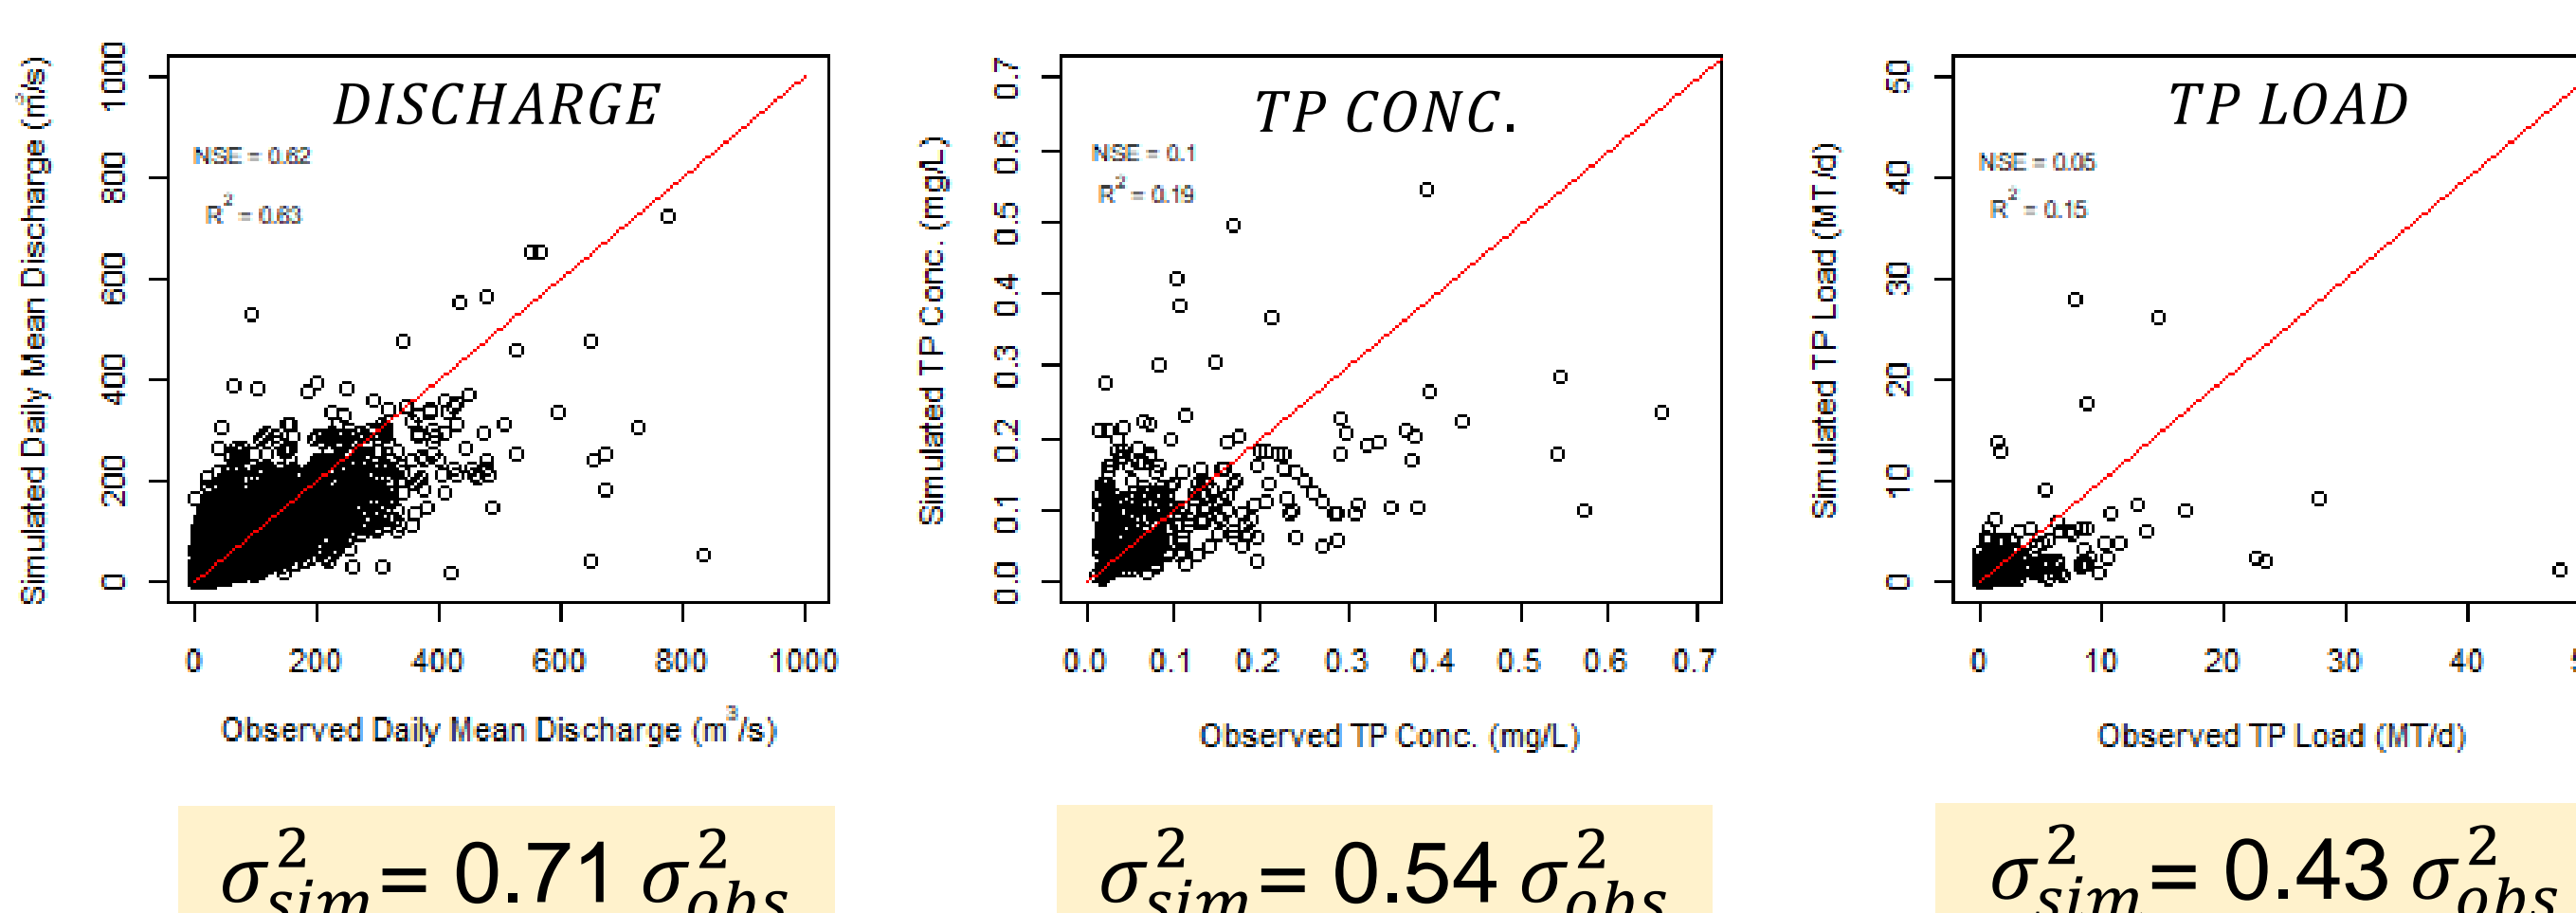 DISCHARGE
NSE = 0.62
R² = 0.63
Simulated Daily Mean Discharge (m³/s)
0 200 400 600 800 1000
0 200 400 600 800 1000
Observed Daily Mean Discharge (m³/s)
σ²sim = 0.71 σ²obs
TP CONC.
NSE = 0.1
R² = 0.19
Simulated TP Conc. (mg/L)
0.0 0.1 0.2 0.3 0.4 0.5 0.6 0.7
0.0 0.1 0.2 0.3 0.4 0.5 0.6 0.7
Observed TP Conc. (mg/L)
σ²sim = 0.54 σ²obs
TP LOAD
NSE = 0.05
R² = 0.15
Simulated TP Load (MT/d)
0 10 20 30 40 50
0 10 20 30 40
Observed TP Load (MT/d)
σ²sim = 0.43 σ²obs